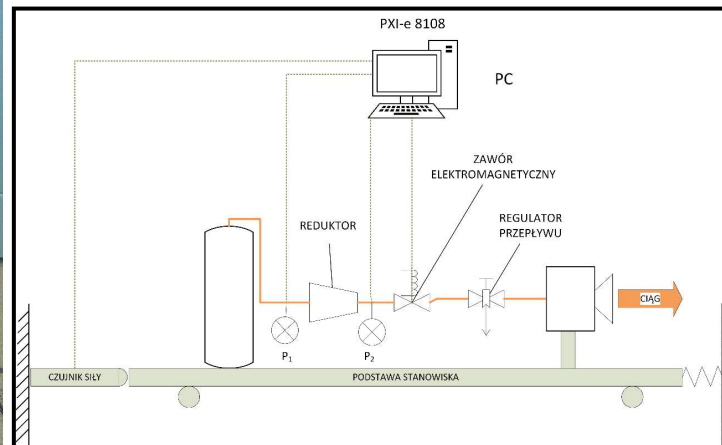 PXI-e 8108
PC
ZAWÓR
ELEKTROMAGNETYCZNY
REGULATOR
PRZEPŁYWU
REDUKTOR
CIĄG
P₁
P₂
CZUJNIK SIŁY
PODSTAWA STANOWISKA